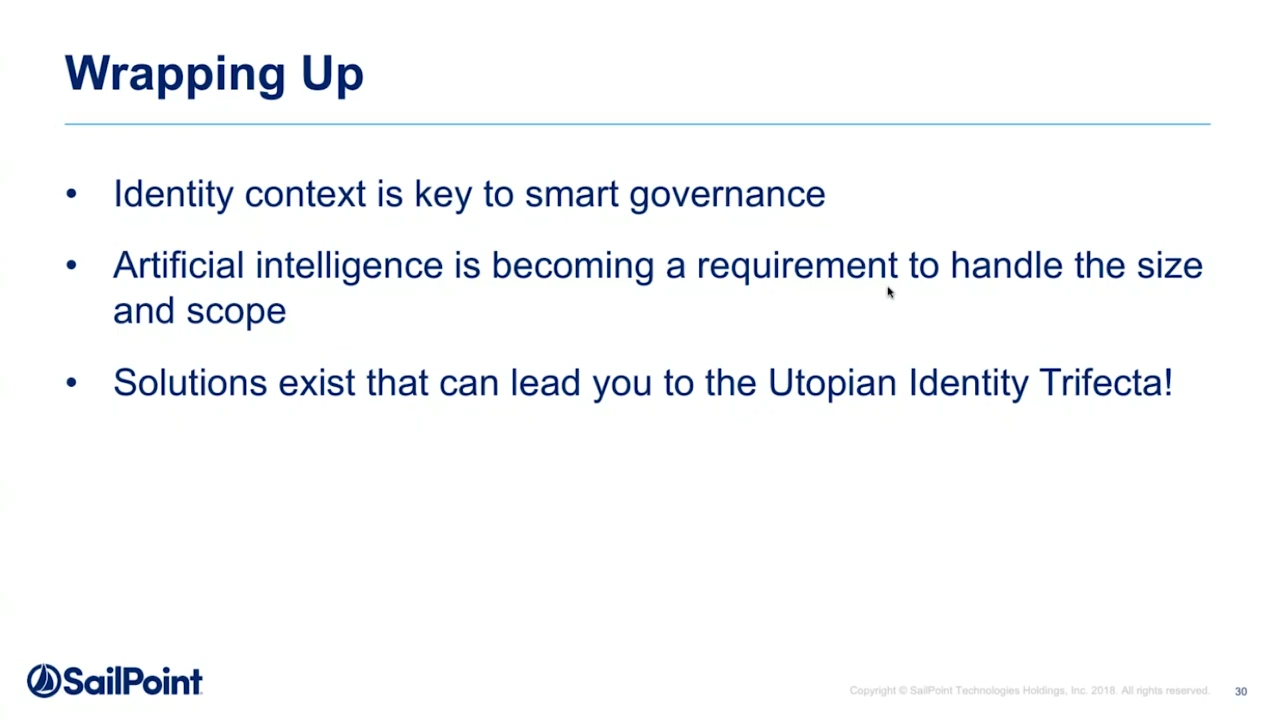 Wrapping Up
• Identity context is key to smart governance
• Artificial intelligence is becoming a requirement to handle the size
and scope
• Solutions exist that can lead you to the Utopian Identity Trifecta!
SailPoint
Copyright © SailPoint Technologies Holdings, Inc. 2018. All rights reserved.
30